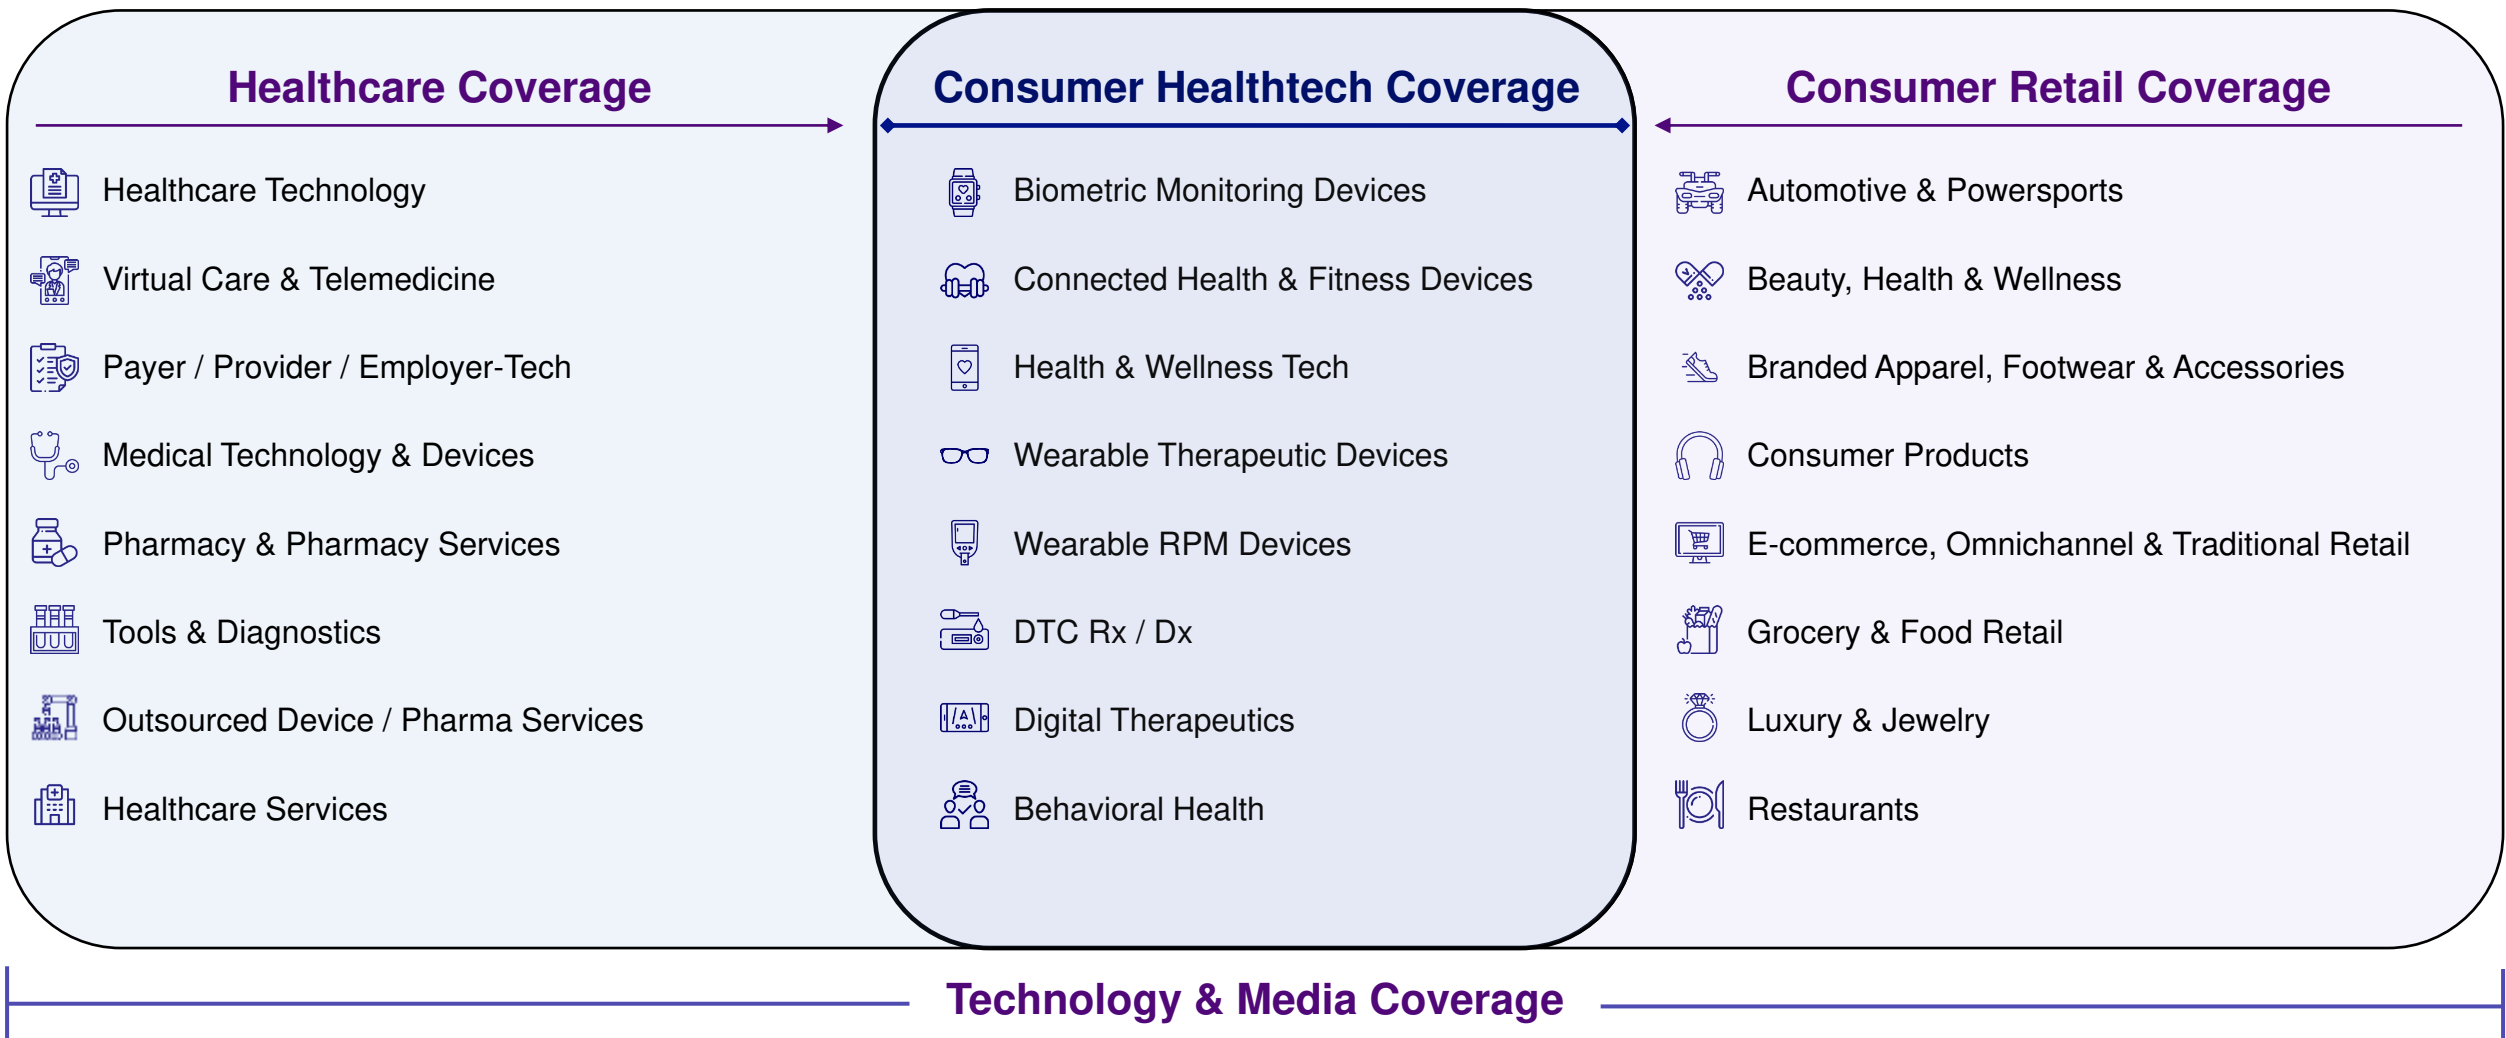 Healthcare Coverage
Healthcare Technology
Virtual Care & Telemedicine
Payer / Provider / Employer-Tech
Medical Technology & Devices
Pharmacy & Pharmacy Services
Tools & Diagnostics
Outsourced Device / Pharma Services
Healthcare Services
Consumer Healthtech Coverage
Biometric Monitoring Devices
Connected Health & Fitness Devices
Health & Wellness Tech
Wearable Therapeutic Devices
Wearable RPM Devices
DTC Rx / Dx
Digital Therapeutics
Behavioral Health
Consumer Retail Coverage
Automotive & Powersports
Beauty, Health & Wellness
Branded Apparel, Footwear & Accessories
Consumer Products
E-commerce, Omnichannel & Traditional Retail
Grocery & Food Retail
Luxury & Jewelry
Restaurants
Technology & Media Coverage